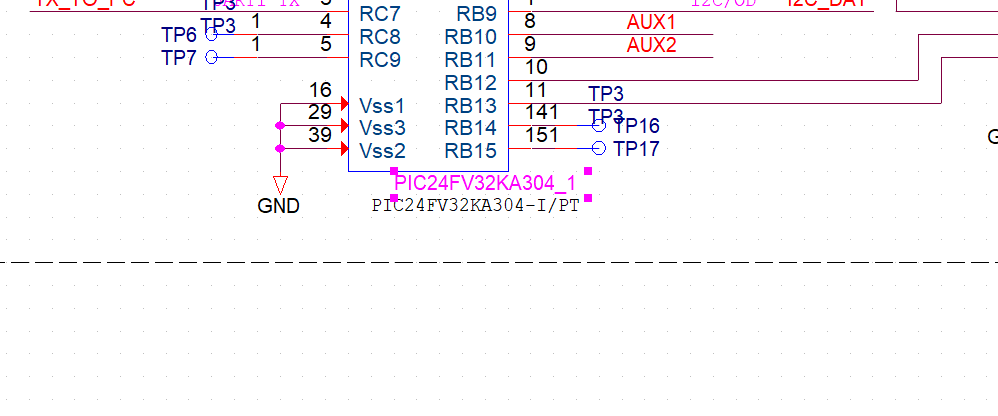 TP3
RC7 RB9
TP3 1 4 8 AUX1
TP6 RC8 RB10
1 5 9 AUX2
TP7 RC9 RB11
10
RB12
16 11 TP3
Vss1 RB13
29 141 TP3
Vss3 RB14 TP16
39 151
Vss2 RB15 TP17
PIC24FV32KA304_1
GND PIC24FV32KA304-I/PT